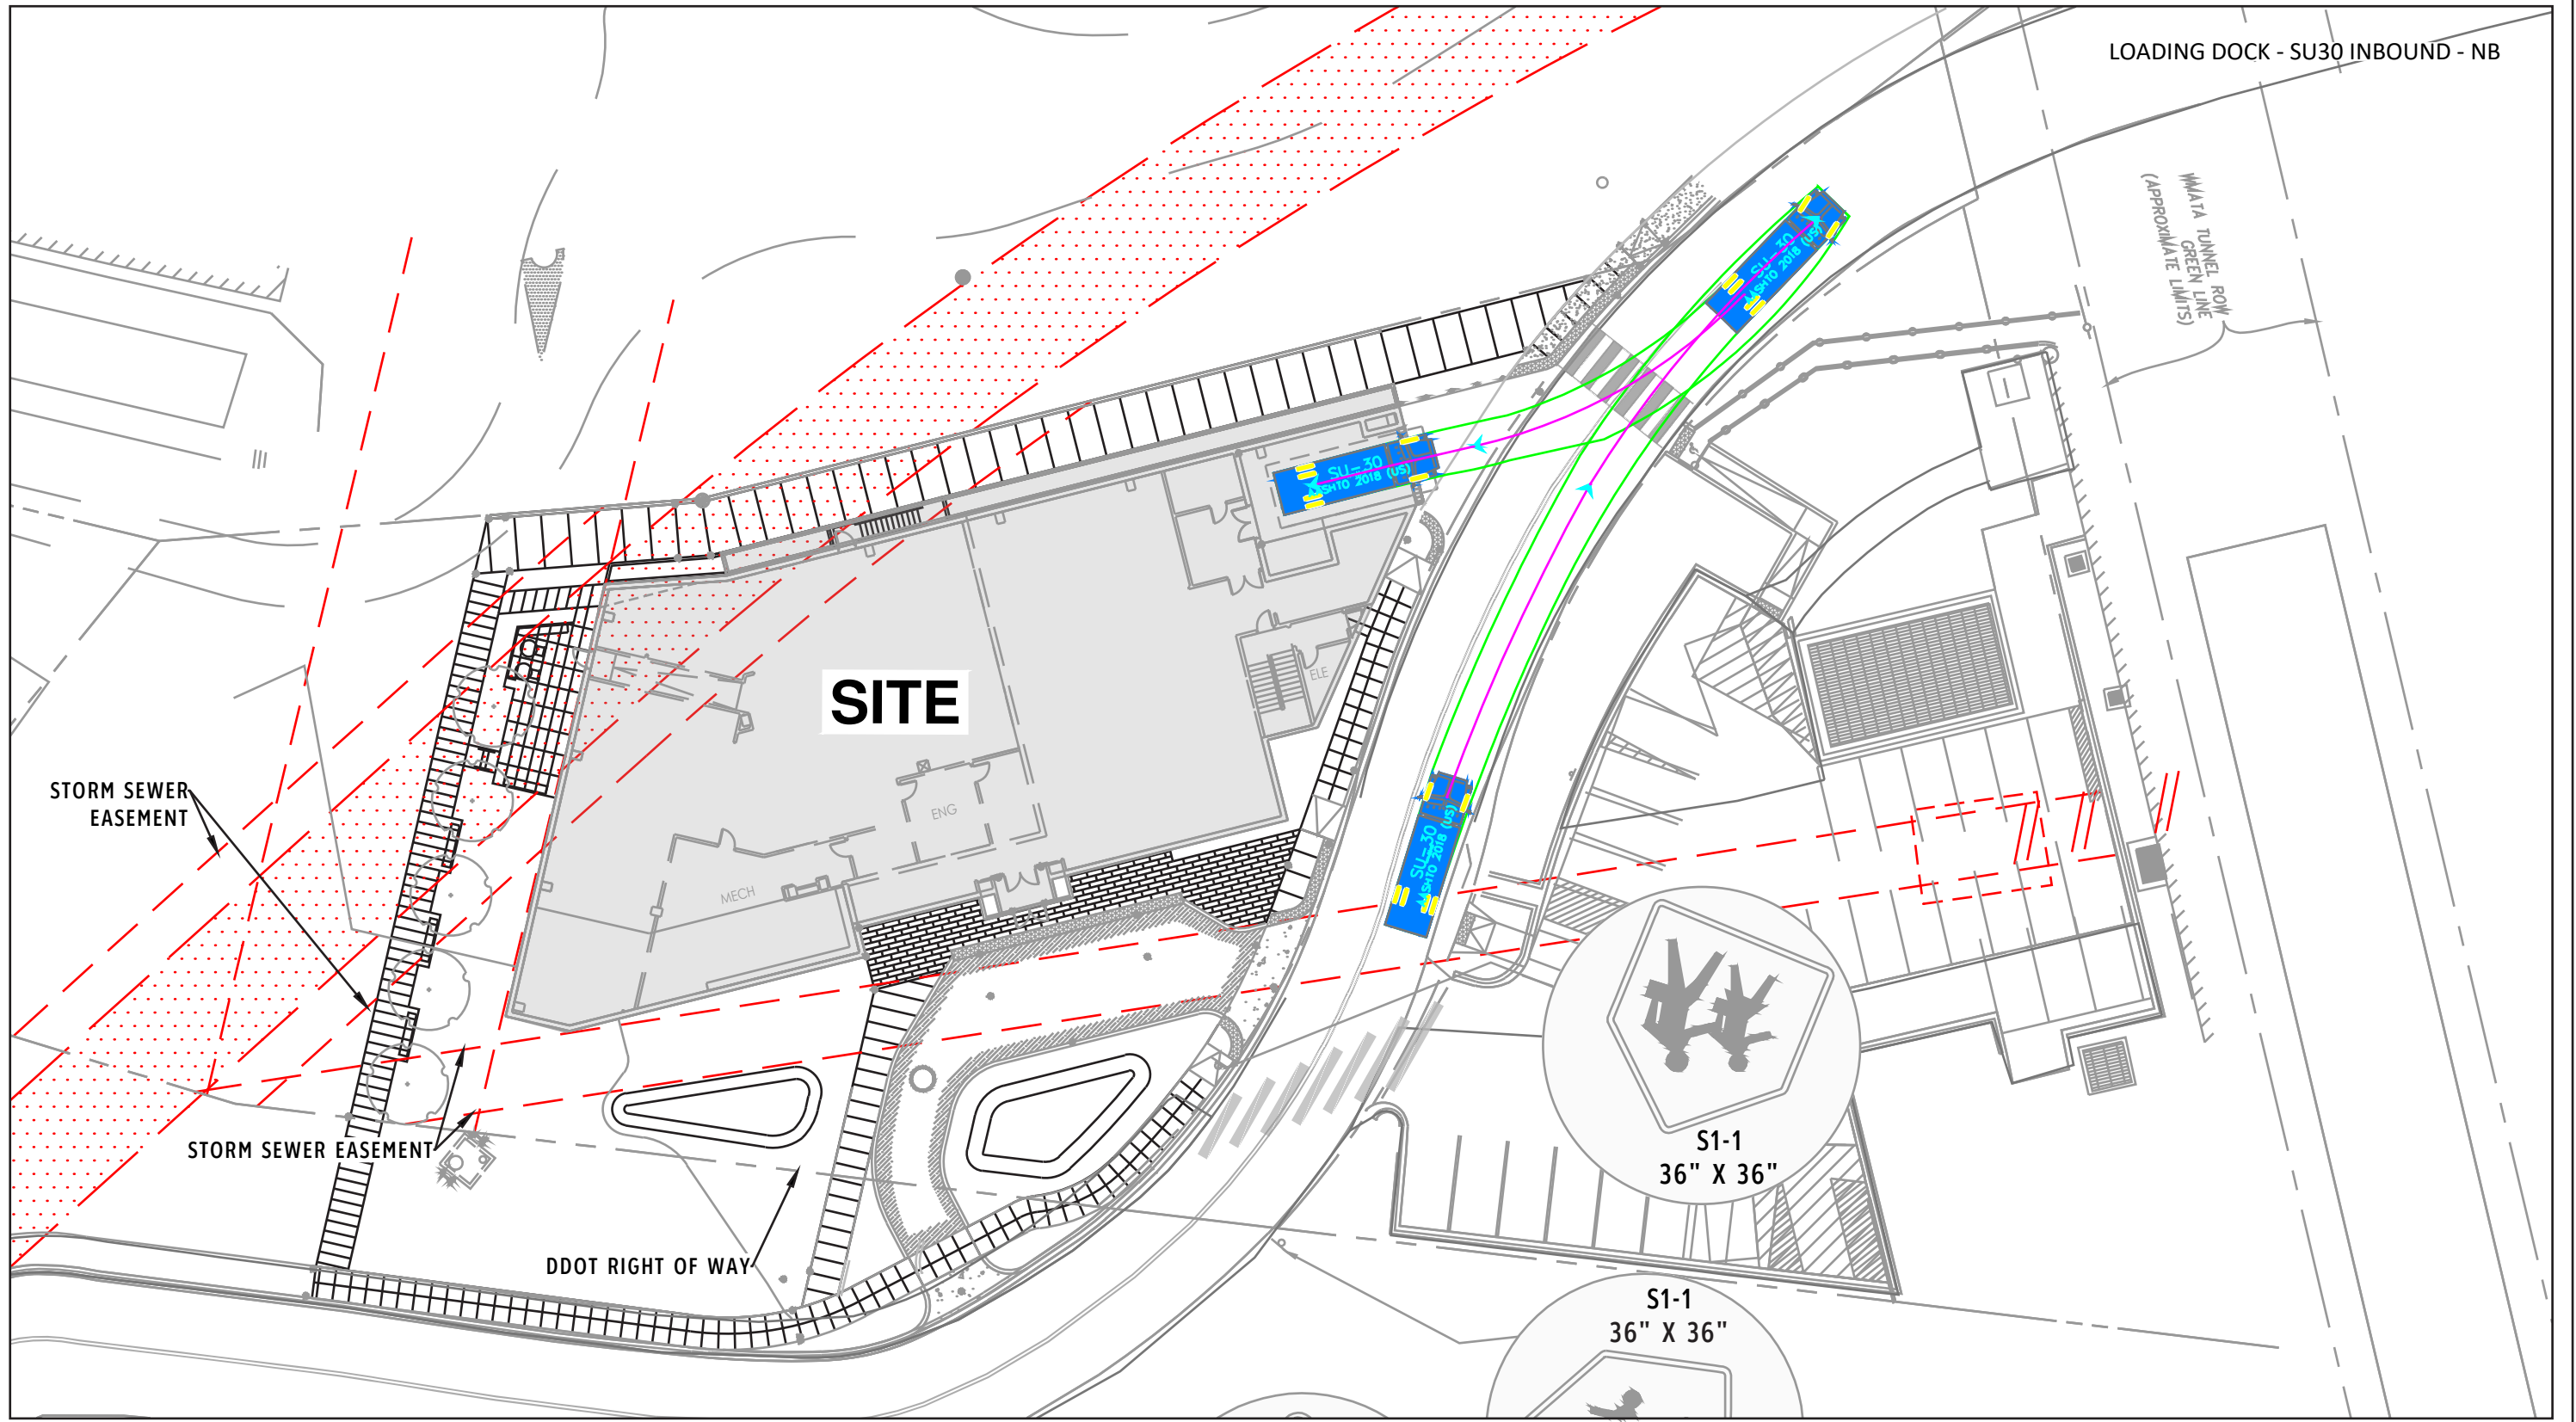 LOADING DOCK - SU30 INBOUND - NB
WMATA TUNNEL ROW
GREEN LINE
(APPROXIMATE LIMITS)
SU-30
AASHTO 2018 (US)
SU-30
AASHTO 2018 (US)
SITE
ELE
STORM SEWER
EASEMENT
ENG
SU-30
AASHTO 2018 (US)
MECH
STORM SEWER EASEMENT
S1-1
36" X 36"
DDOT RIGHT OF WAY
S1-1
36" X 36"